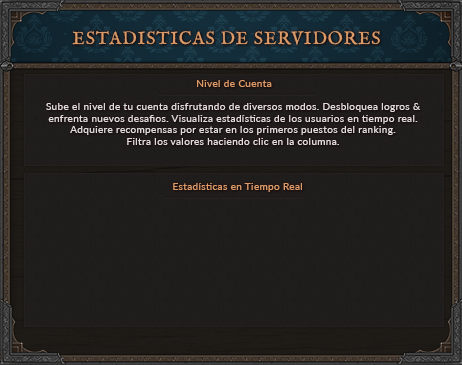 ESTADISTICAS DE SERVIDORES
Nivel de Cuenta
Sube el nivel de tu cuenta disfrutando de diversos modos. Desbloquea logros &
enfrenta nuevos desafios. Visualiza estadísticas de los usuarios en tiempo real.
Adquiere recompensas por estar en los primeros puestos del ranking.
Filtra los valores haciendo clic en la columna.
Estadísticas en Tiempo Real